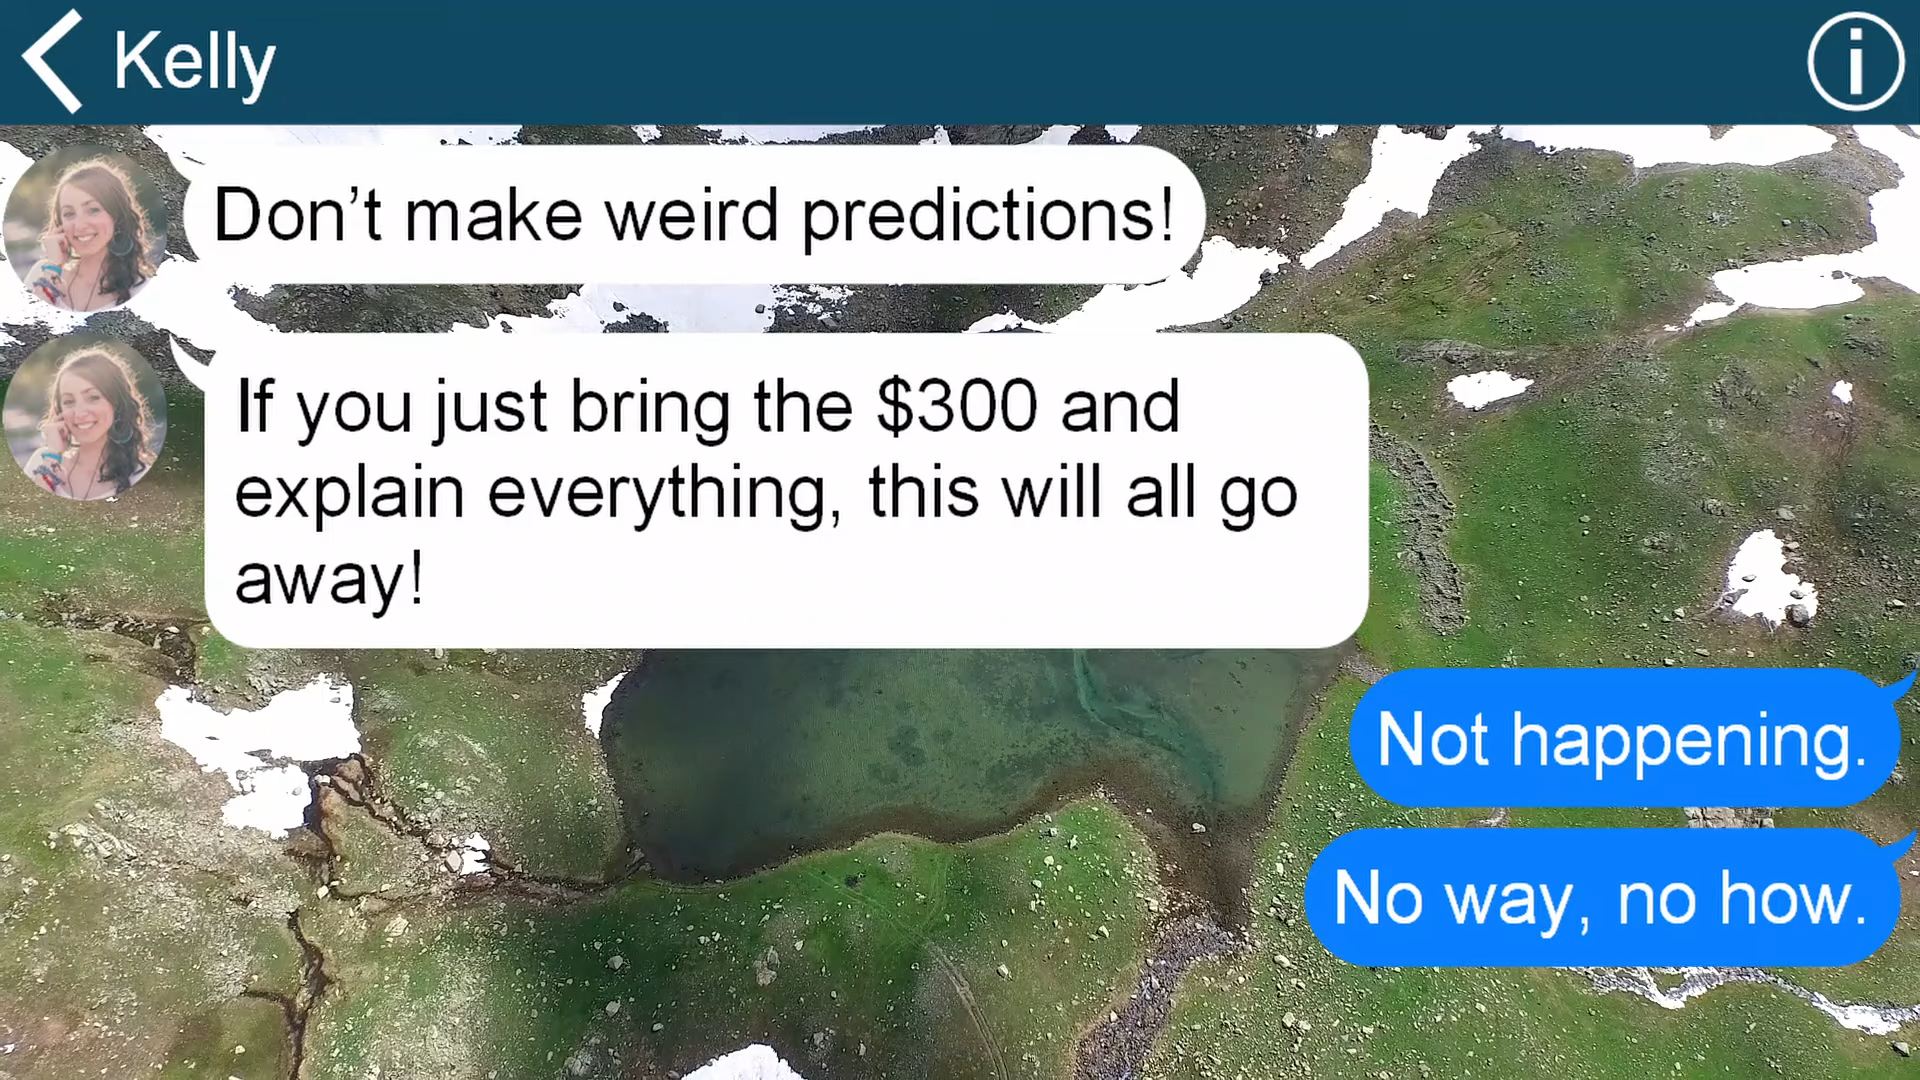 Kelly
Don’t make weird predictions!
If you just bring the $300 and
explain everything, this will all go
away!
Not happening.
No way, no how.